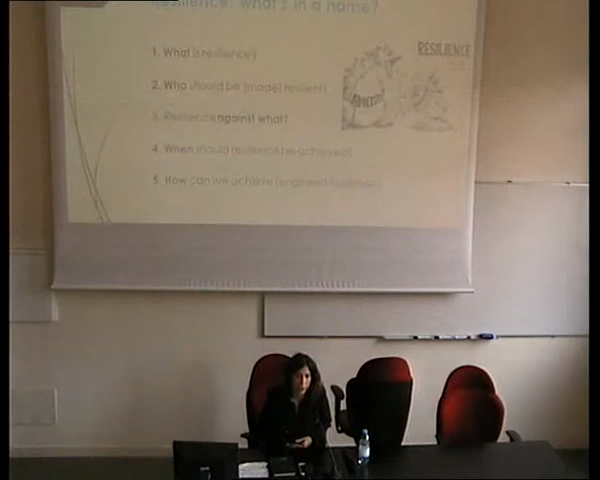 Resilience: what's in a name?
RESILIENCE
1. What is resilience?
2. Who should be (made) resilient?
3. Resilience against what?
4. When should resilience be achieved?
5. How can we achieve (engineer) resilience?